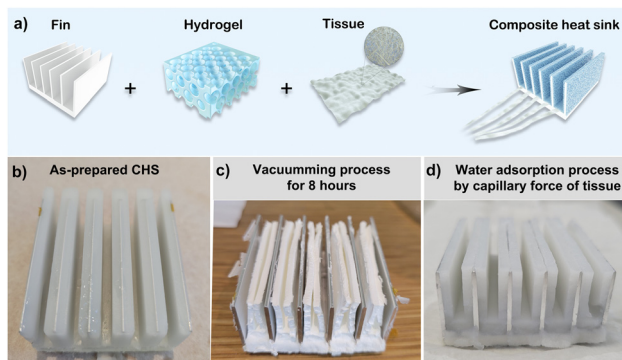 a)
Fin
Hydrogel
Tissue
Composite heat sink
+
+
b)
As-prepared CHS
c)
Vacuumming process
for 8 hours
d)
Water adsorption process
by capillary force of tissue